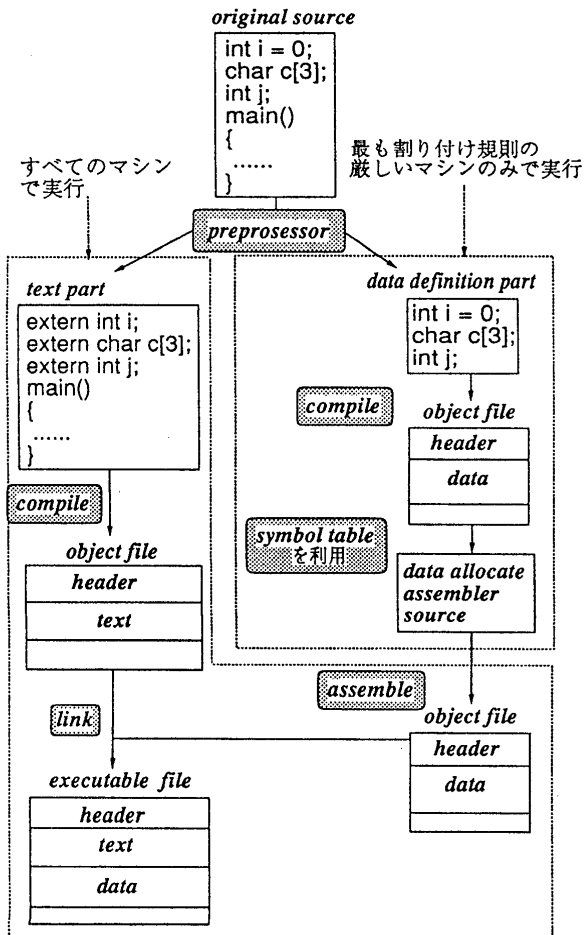 original source
int i = 0;
char c[3];
int j;
main()
{
......
}
すべてのマシン
で実行
最も割り付け規則の
厳しいマシンのみで実行
preprosessor
text part
extern int i;
extern char c[3];
extern int j;
main()
{
......
}
compile
object file
header
text
link
executable file
header
text
data
data definition part
int i = 0;
char c[3];
int j;
compile
object file
header
data
symbol table
を利用
data allocate
assembler
source
assemble
object file
header
data